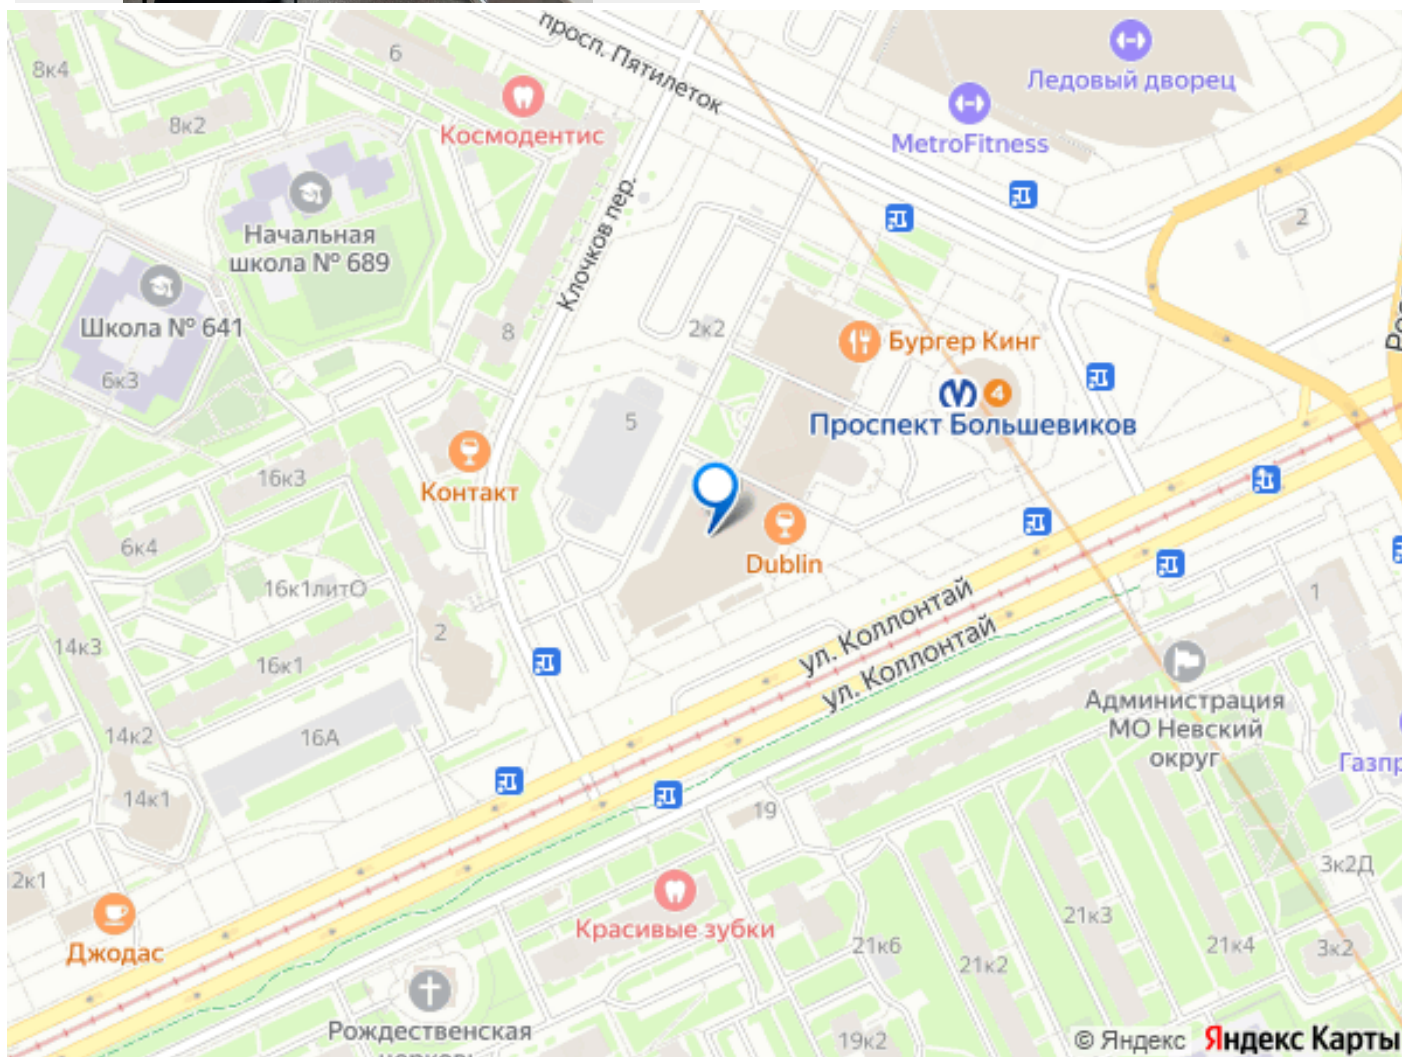 просп. Пятилеток
6
8к4
Ледовый дворец
MetroFitness
8к2
Космодентис
Клочков пер.
2
Начальная
школа № 689
Школа № 641
8
2к2
Бургер Кинг
6к3
4
Проспект Большевиков
5
16к3
Контакт
6к4
Dublin
16к1литО
ул. Коллонтай
ул. Коллонтай
1
2
14к3
16к1
Администрация
МО Невский
округ
14к2
16А
14к1
19
3к2Д
Джодас
Красивые зубки
21к6
21к2
21к3
21к4
3к2
Рождественская
19к2
© Яндекс Яндекс Карты